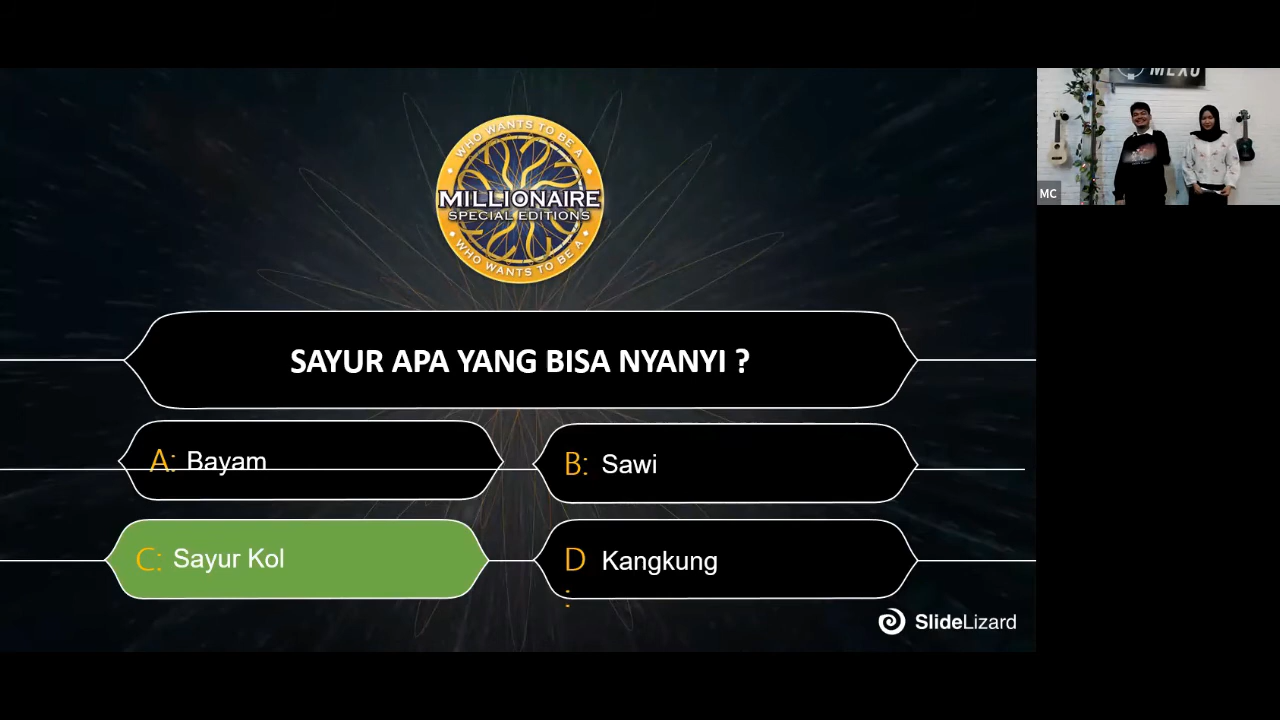 WHO WANTS TO BE A
MILLIONAIRE
SPECIAL EDITIONS
WHO WANTS TO BE A
SAYUR APA YANG BISA NYANYI ?
A: Bayam
B: Sawi
C: Sayur Kol
D: Kangkung
SlideLizard
MC